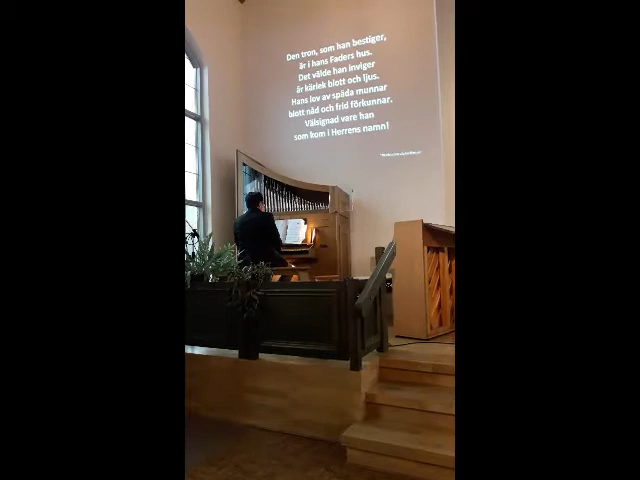 Den tron, som han bestiger,
är i hans Faders hus.
Det välde han inviger
är kärlek blott och ljus.
Hans lov av späda munnar
blott nåd och frid förkunnar.
Välsignad vare han
som kom i Herrens namn!